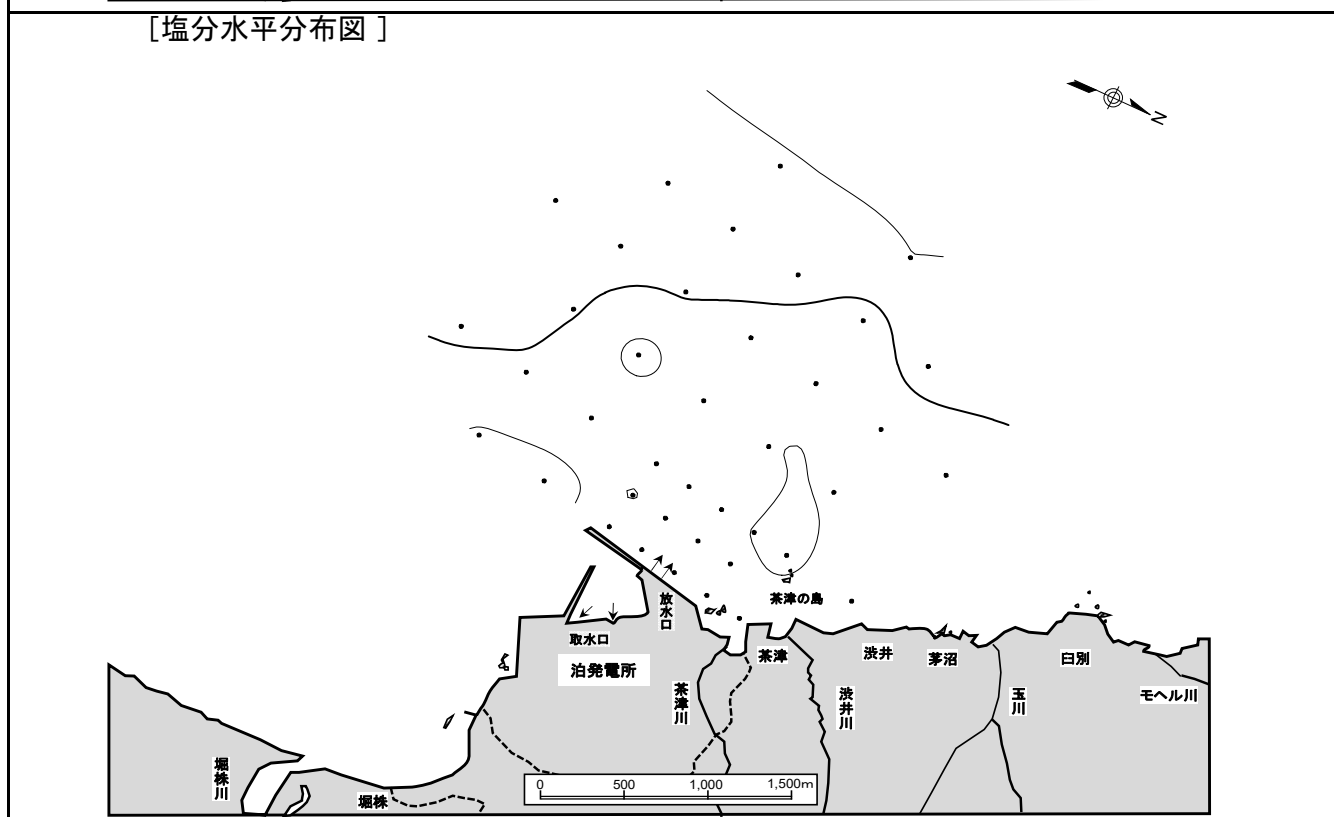 [塩分水平分布図 ]
N
茶津の島
放水口
取水口
泊発電所
茶津
渋井
茅沼
臼別
茶津川
渋井川
玉川
モヘル川
堀株川
堀株
0 500 1,000 1,500m